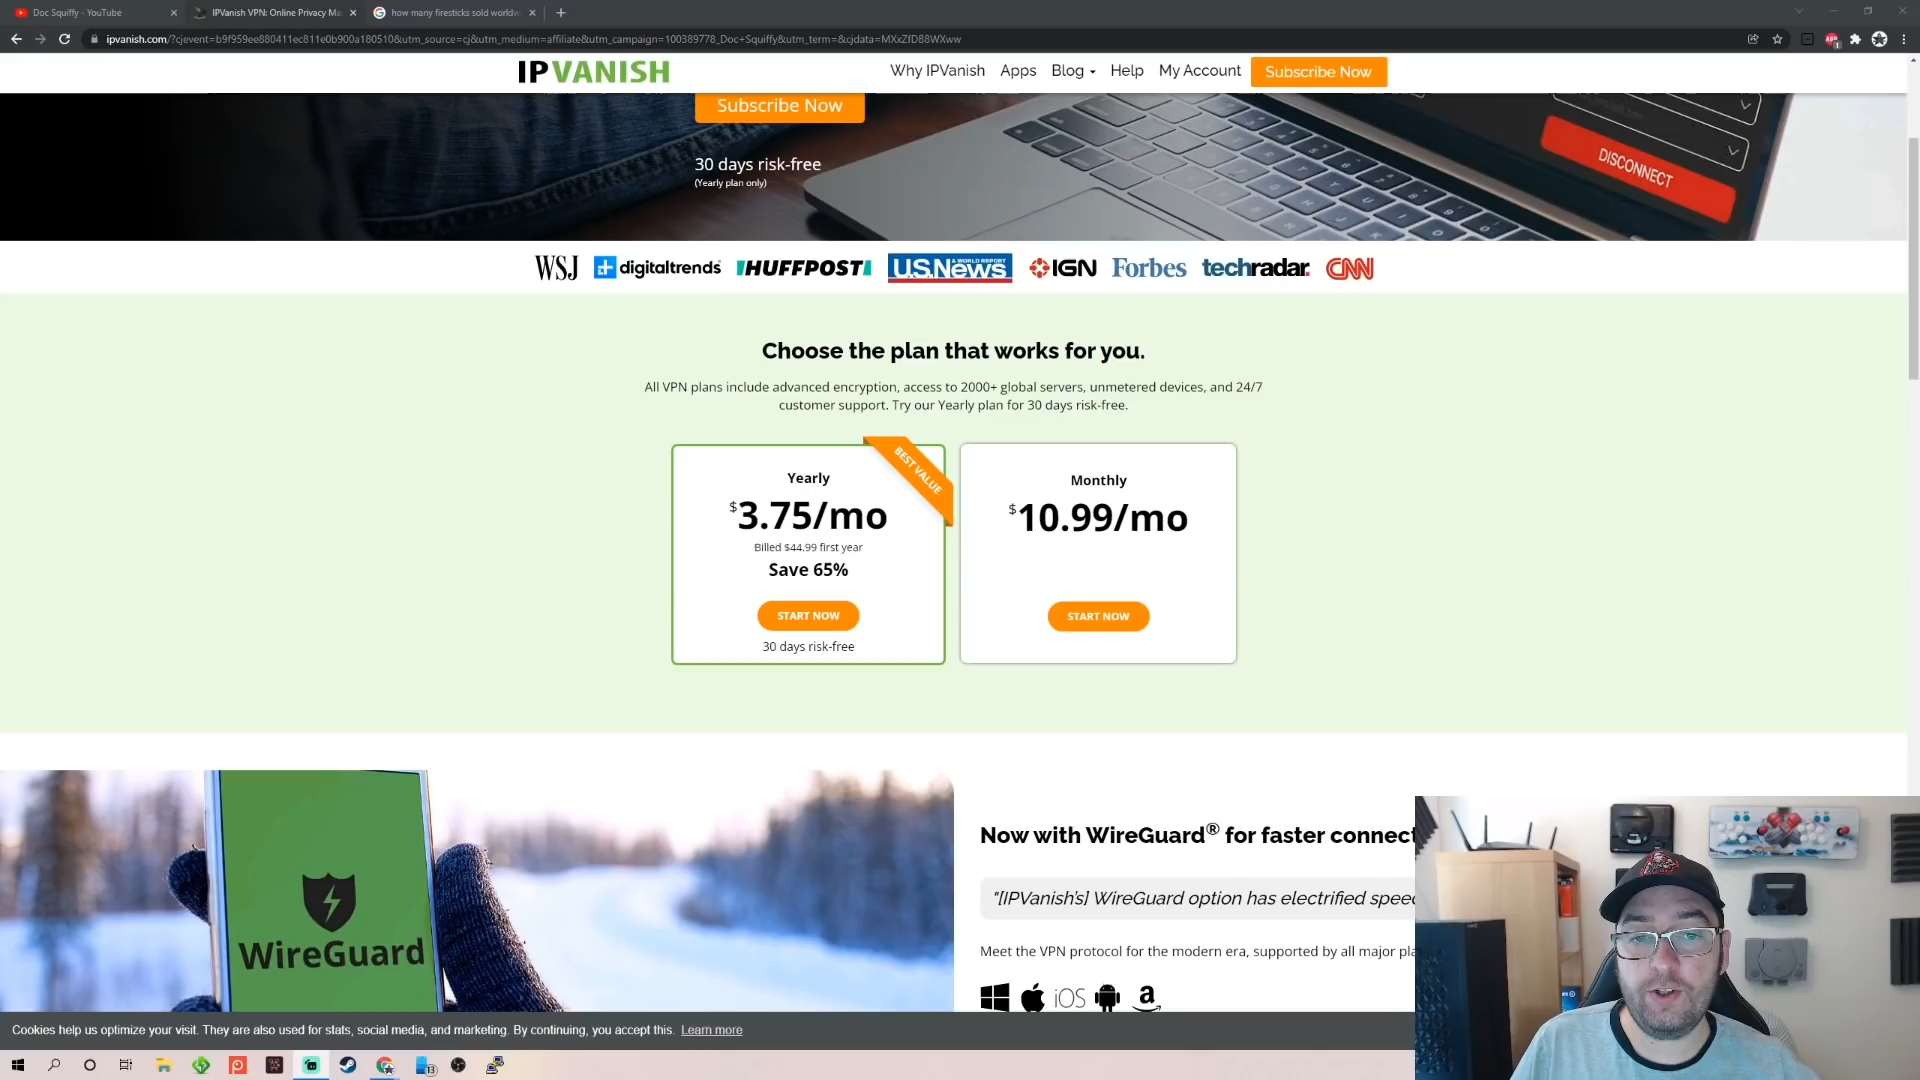 Doc Squiffy - YouTube
IPVanish VPN: Online Privacy Ma
how many firesticks sold worldw
ipvanish.com/?cjevent=b9f959ee880411ec811e0b900a180510&utm_source=cj&utm_medium=affiliate&utm_campaign=100389778_Doc+Squiffy&utm_term=&cjdata=MXxZfDB8WXww
IPVANISH
Why IPVanish Apps Blog Help My Account Subscribe Now
Subscribe Now
30 days risk-free
(Yearly plan only)
DISCONNECT
WSJ digitaltrends HUFFPOST U.S.News & WORLD REPORT IGN Forbes techradar. CNN
Choose the plan that works for you.
All VPN plans include advanced encryption, access to 2000+ global servers, unmetered devices, and 24/7
customer support. Try our Yearly plan for 30 days risk-free.
BEST VALUE
Yearly
$3.75/mo
Billed $44.99 first year
Save 65%
START NOW
30 days risk-free
Monthly
$10.99/mo
START NOW
WireGuard
Now with WireGuard® for faster connect
"[IPVanish's] WireGuard option has electrified spee
Meet the VPN protocol for the modern era, supported by all major pla
iOS
Cookies help us optimize your visit. They are also used for stats, social media, and marketing. By continuing, you accept this. Learn more
13